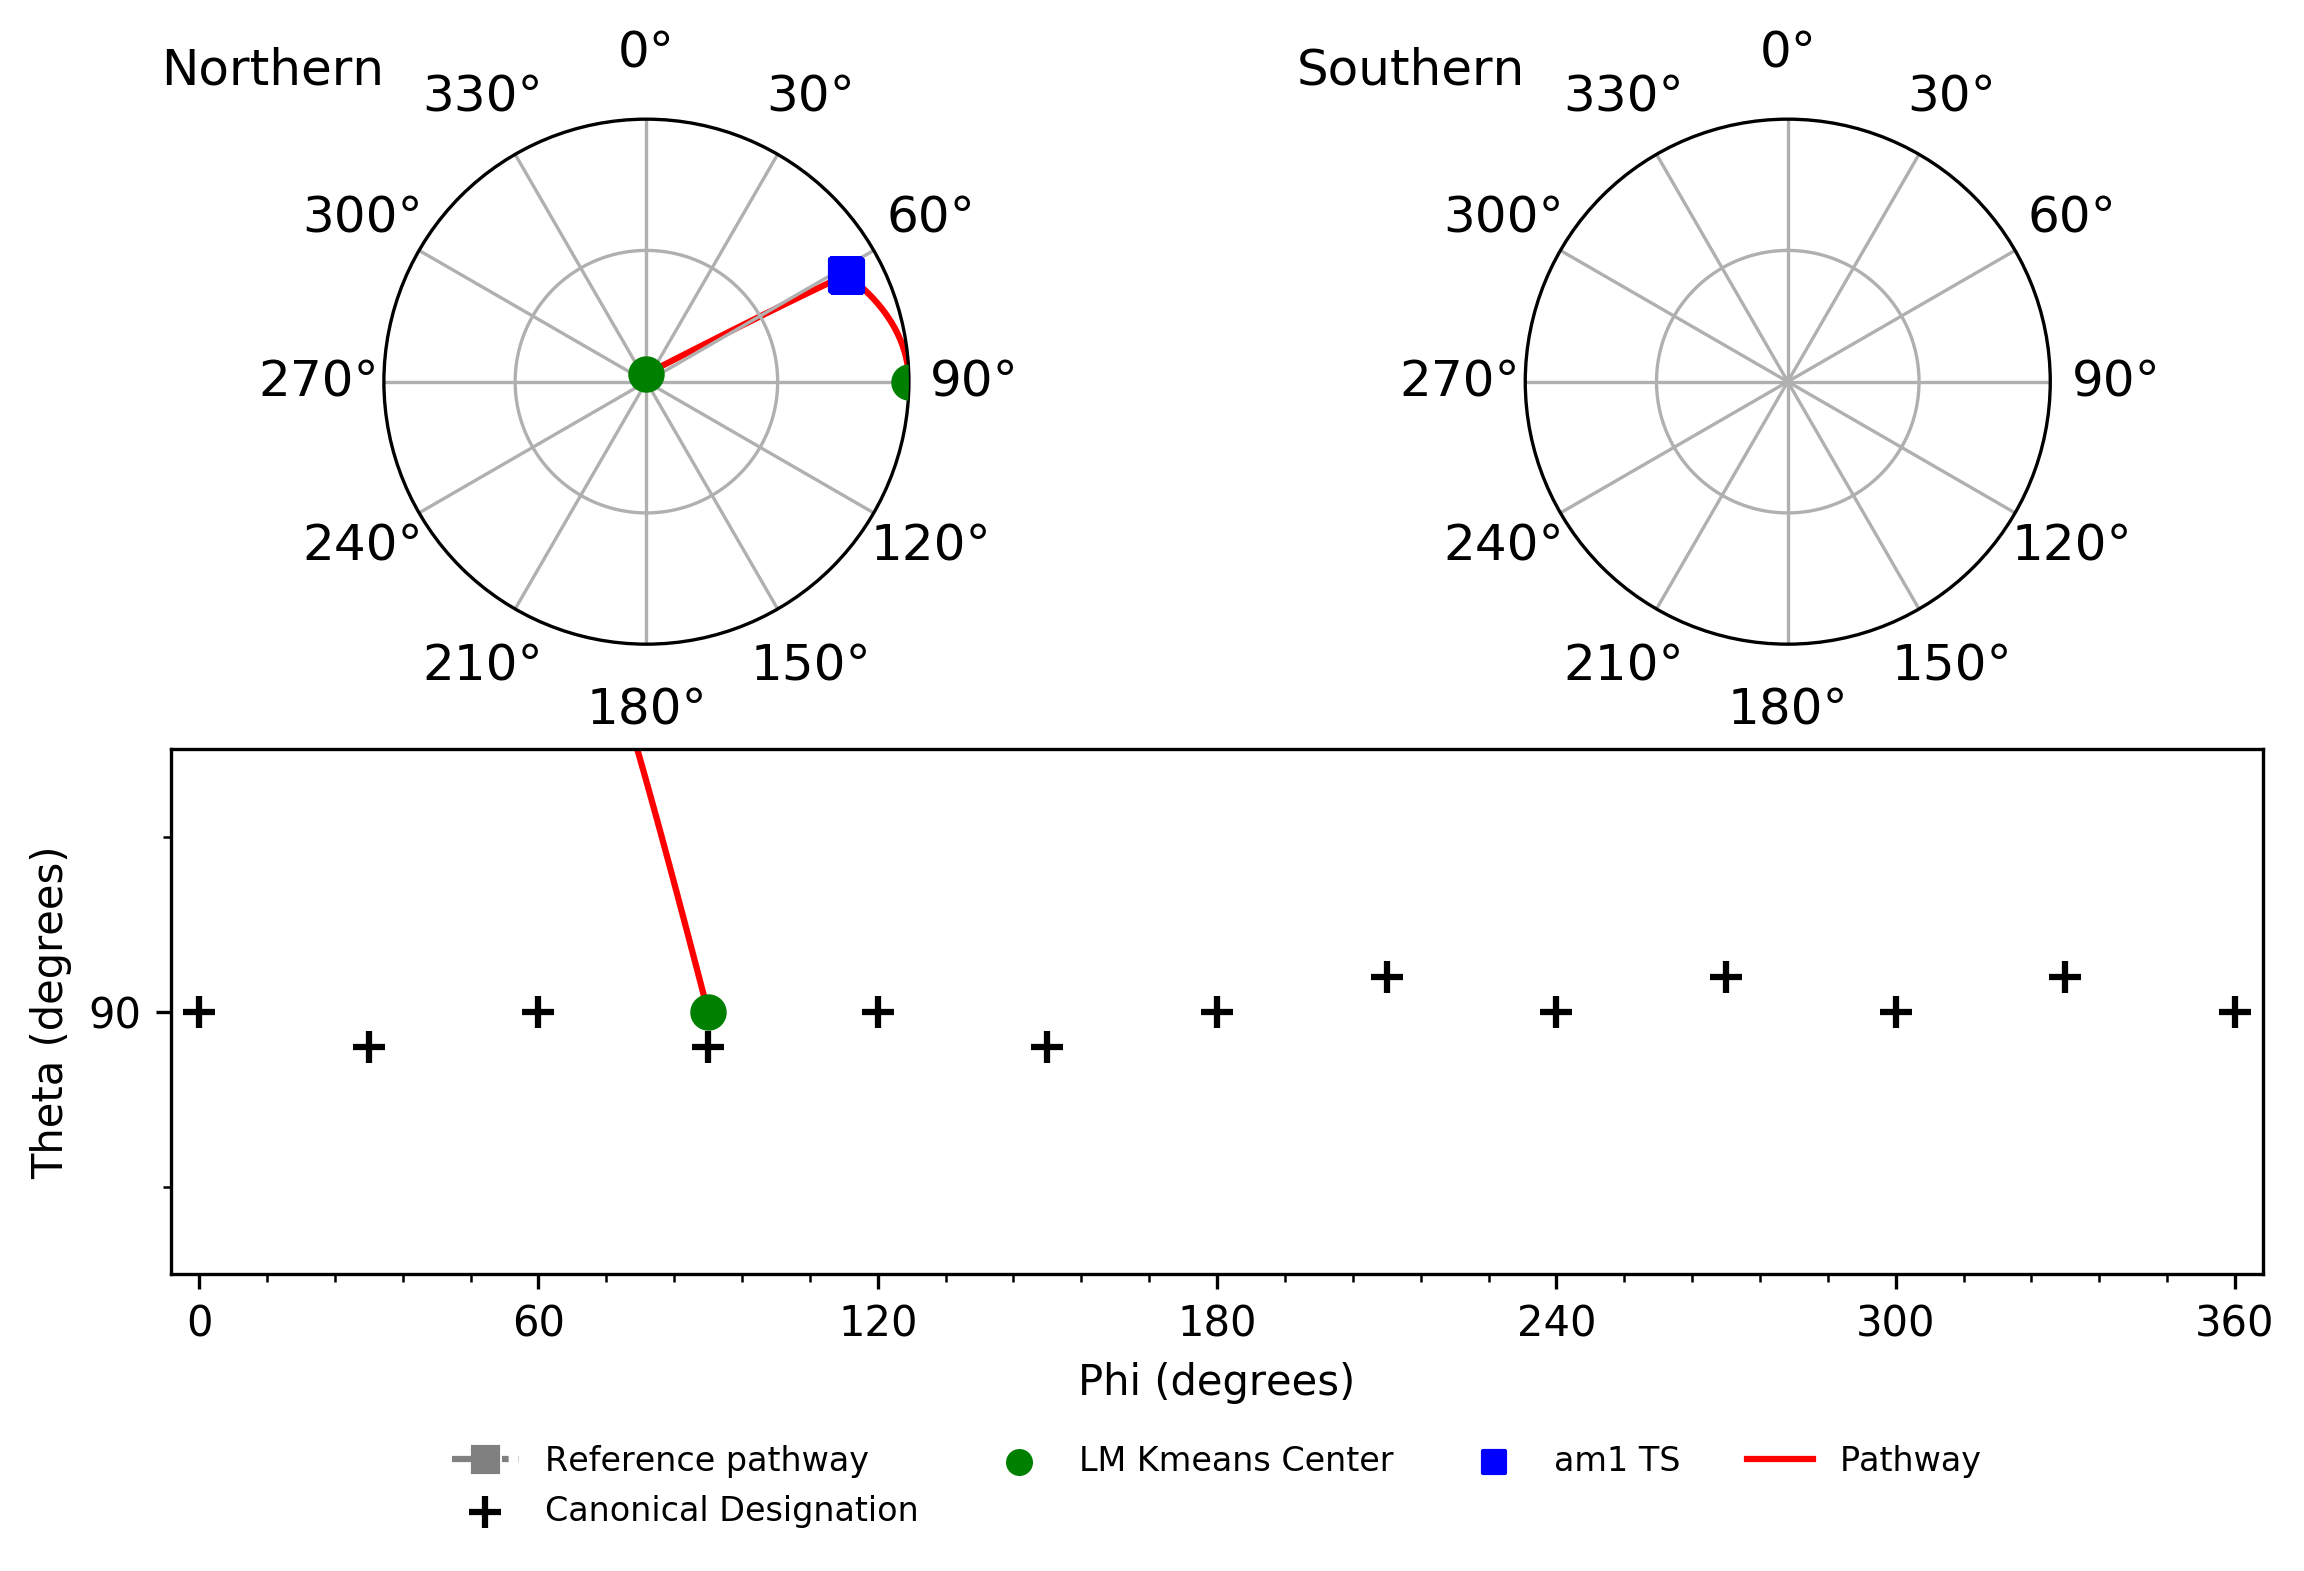 Northern
0°
30°
60°
90°
120°
150°
180°
210°
240°
270°
300°
330°
Southern
0°
30°
60°
90°
120°
150°
180°
210°
240°
270°
300°
330°
Theta (degrees)
90
0 60 120 180 240 300 360
Phi (degrees)
Reference pathway
Canonical Designation
LM Kmeans Center
am1 TS
Pathway